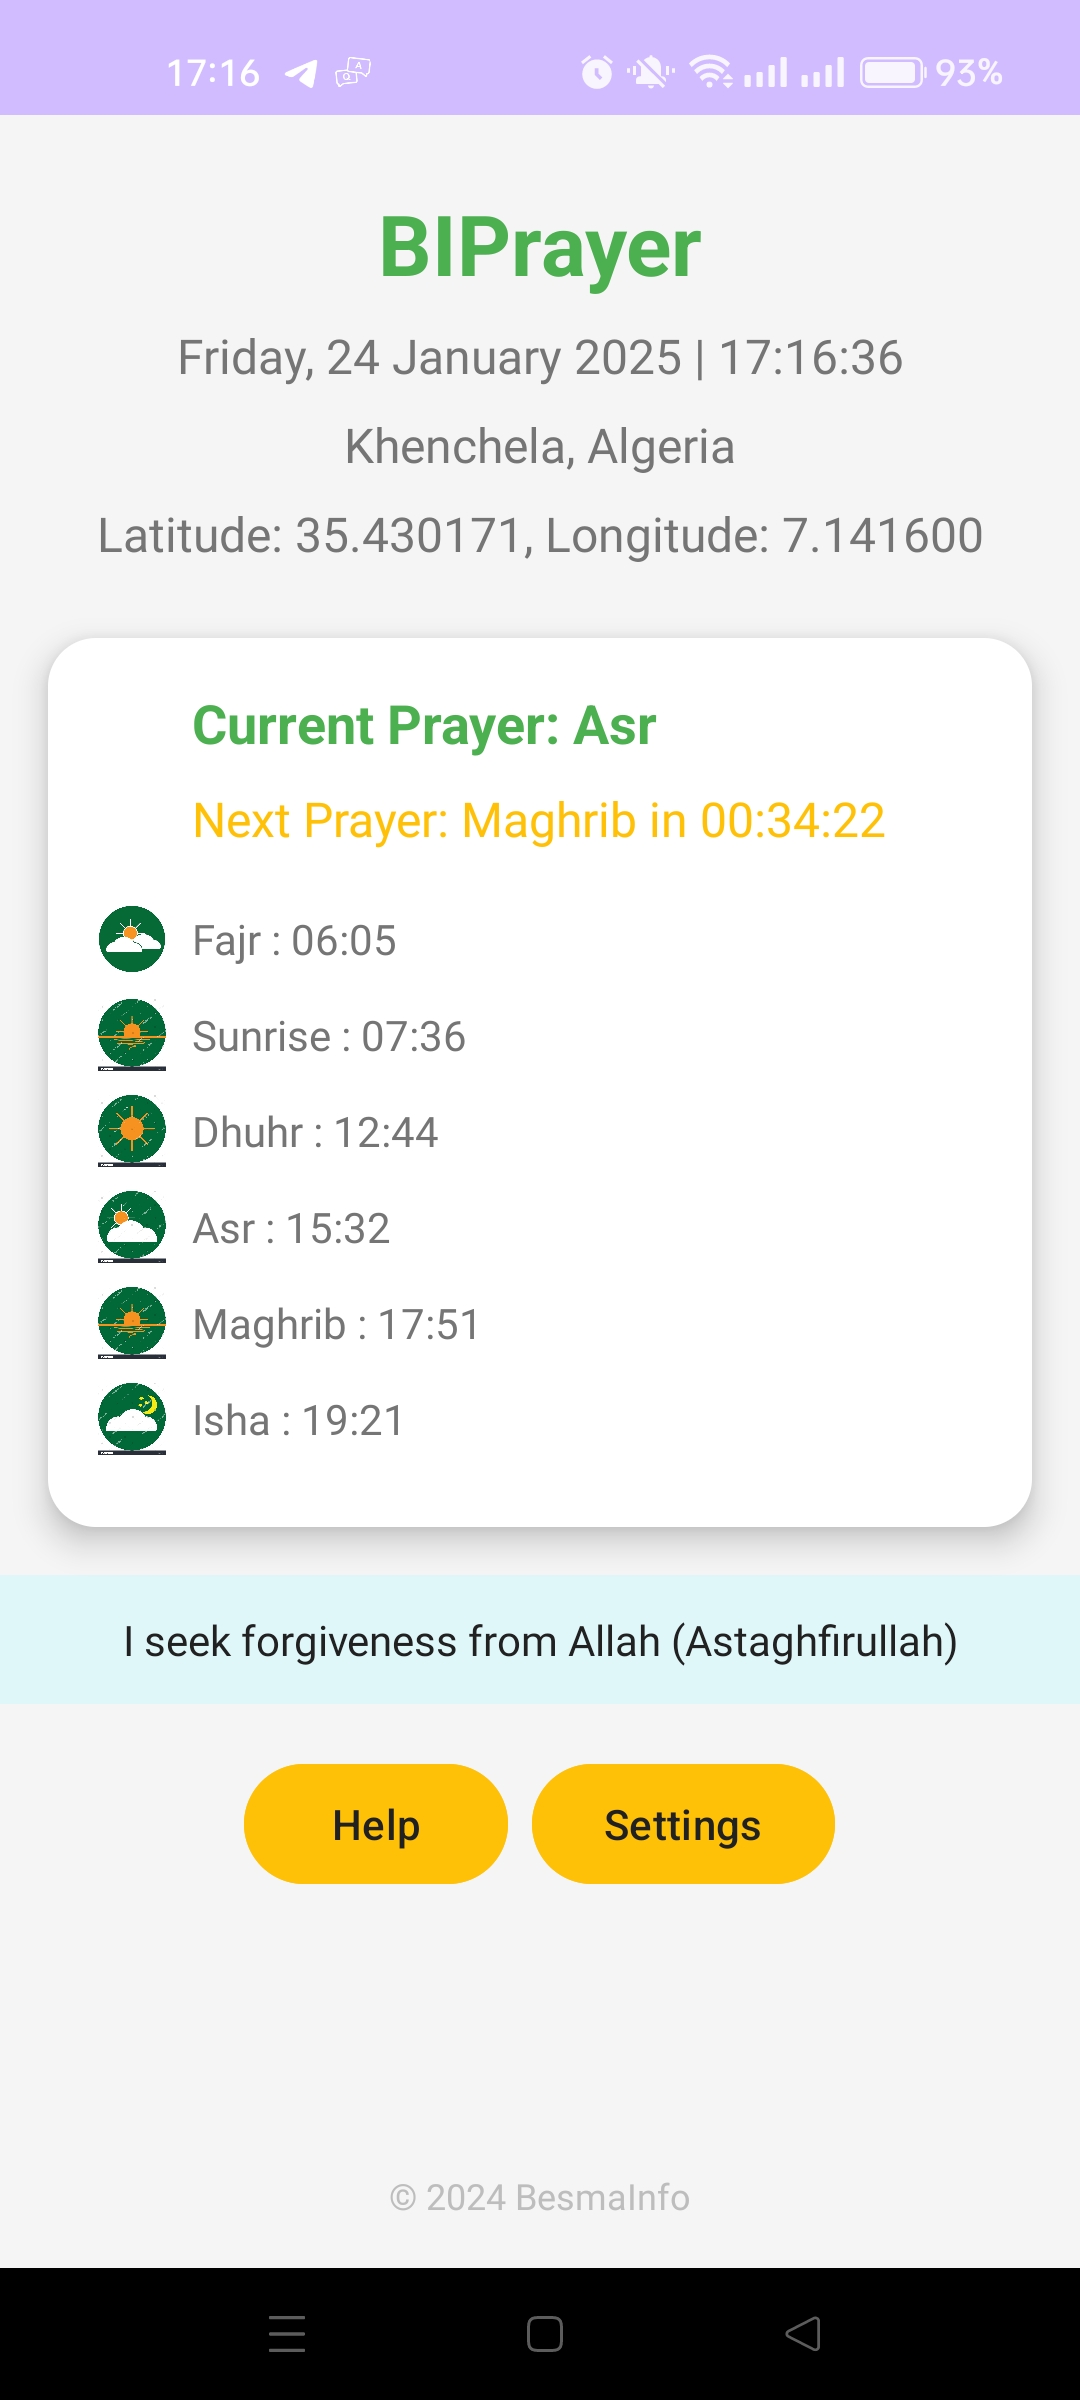 17:16 93%
BIPrayer
Friday, 24 January 2025 | 17:16:36
Khenchela, Algeria
Latitude: 35.430171, Longitude: 7.141600
Current Prayer: Asr
Next Prayer: Maghrib in 00:34:22
Fajr : 06:05
Sunrise : 07:36
Dhuhr : 12:44
Asr : 15:32
Maghrib : 17:51
Isha : 19:21
I seek forgiveness from Allah (Astaghfirullah)
Help Settings
© 2024 BesmaInfo